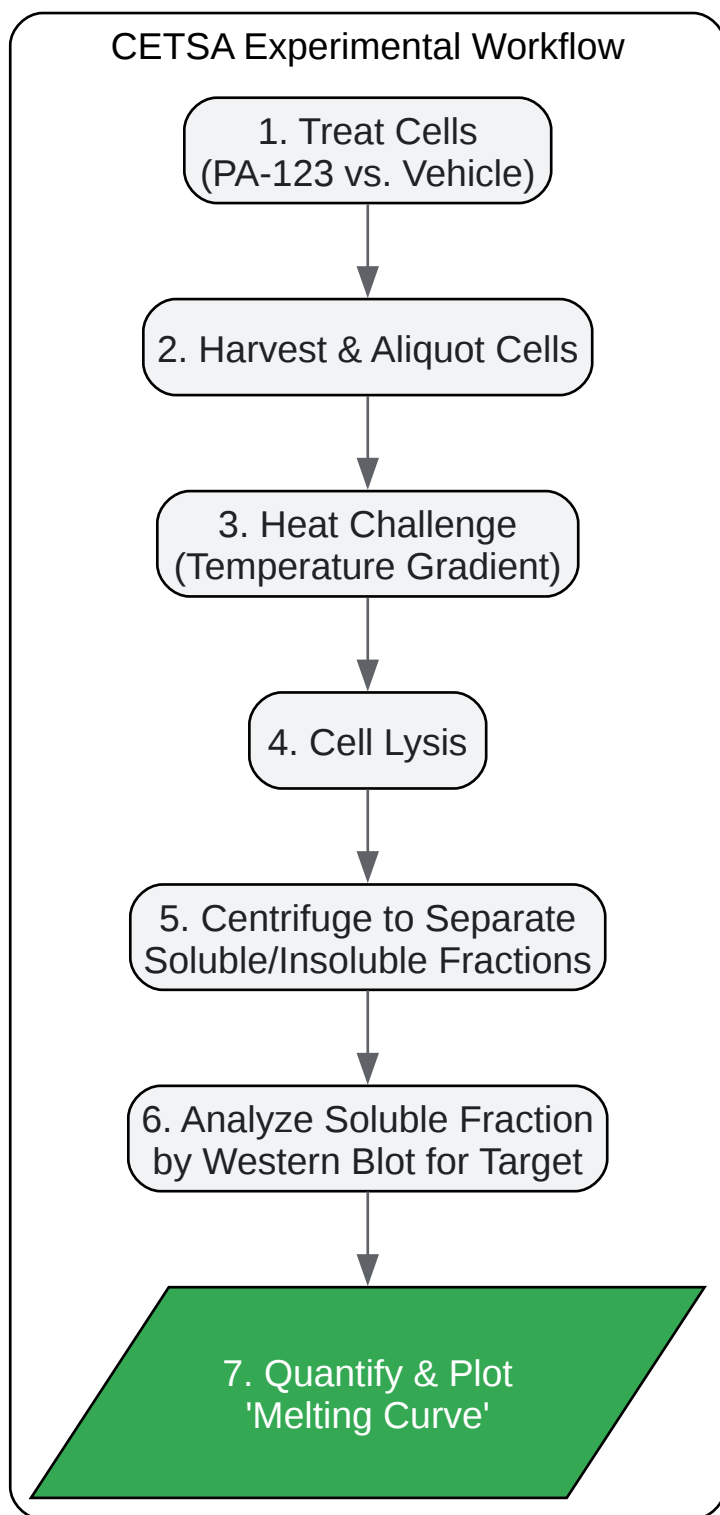 CETSA Experimental Workflow
1. Treat Cells
(PA-123 vs. Vehicle)
2. Harvest & Aliquot Cells
3. Heat Challenge
(Temperature Gradient)
4. Cell Lysis
5. Centrifuge to Separate
Soluble/Insoluble Fractions
6. Analyze Soluble Fraction
by Western Blot for Target
7. Quantify & Plot
'Melting Curve'